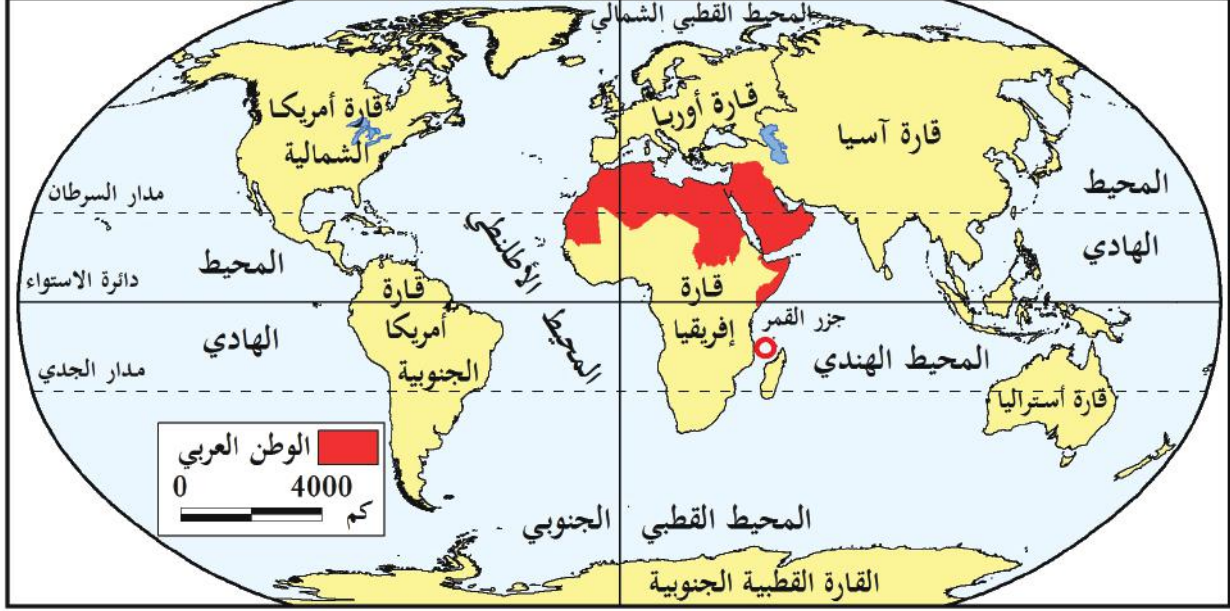 المحيط القطبي الشمالي
قارة أمريكا
الشمالية
قارة أوربا
قارة آسيا
مدار السرطان
المحيط
الهادي
المحيط
الأطلنطي
المحيط
الهادي
دائرة الاستواء
قارة
أمريكا
الجنوبية
قارة
إفريقيا
جزر القمر
المحيط الهندي
مدار الجدي
قارة أستراليا
الوطن العربي
0 4000
كم
المحيط القطبي الجنوبي
القارة القطبية الجنوبية